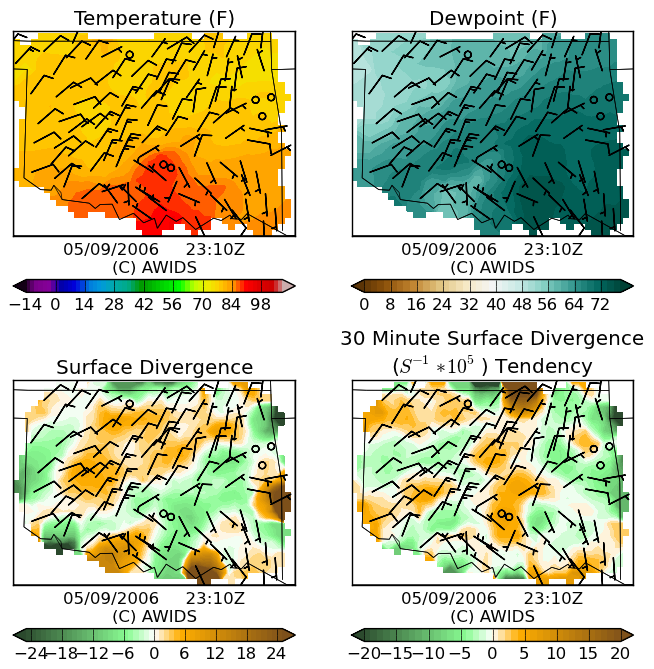 Temperature (F)
Dewpoint (F)
05/09/2006 23:10Z
(C) AWIDS
−14 0 14 28 42 56 70 84 98
05/09/2006 23:10Z
(C) AWIDS
0 8 16 24 32 40 48 56 64 72
Surface Divergence
30 Minute Surface Divergence
(S⁻¹ *10⁵ ) Tendency
05/09/2006 23:10Z
(C) AWIDS
−24 −18 −12 −6 0 6 12 18 24
05/09/2006 23:10Z
(C) AWIDS
−20 −15 −10 −5 0 5 10 15 20